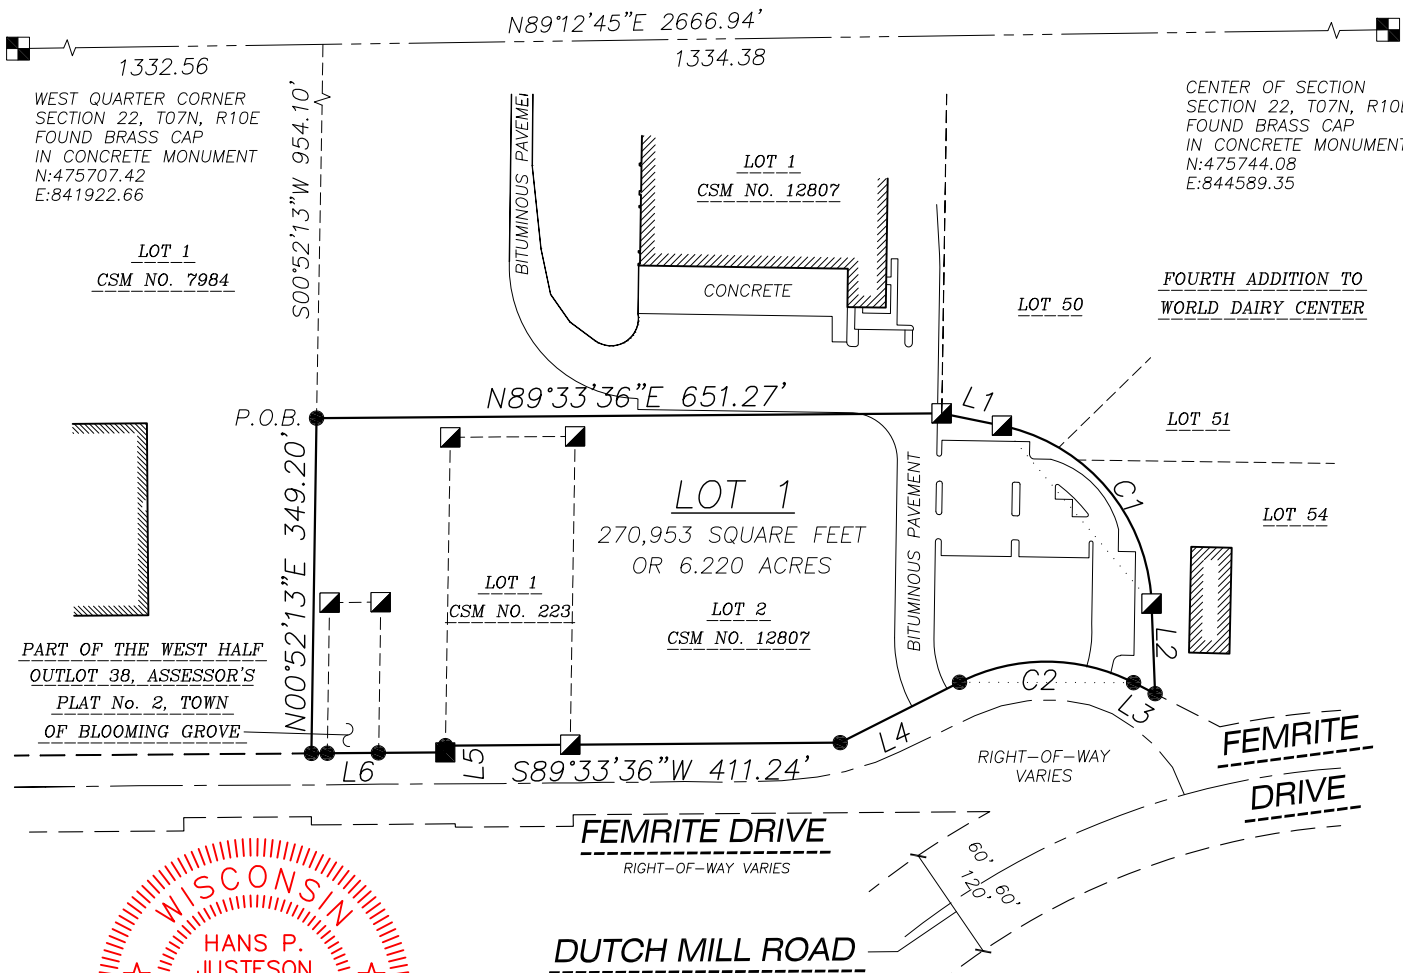 N89°12'45"E 2666.94'
1332.56
1334.38
WEST QUARTER CORNER
SECTION 22, T07N, R10E
FOUND BRASS CAP
IN CONCRETE MONUMENT
N:475707.42
E:841922.66
S00°52'13"W 954.10'
BITUMINOUS PAVEMEN
LOT 1
CSM NO. 12807
CENTER OF SECTION
SECTION 22, T07N, R10E
FOUND BRASS CAP
IN CONCRETE MONUMENT
N:475744.08
E:844589.35
LOT 1
CSM NO. 7984
CONCRETE
LOT 50
FOURTH ADDITION TO
WORLD DAIRY CENTER
P.O.B.
N89°33'36"E 651.27'
L1
LOT 51
N00°52'13"E 349.20'
LOT 1
270,953 SQUARE FEET
OR 6.220 ACRES
BITUMINOUS PAVEMENT
C1
LOT 54
LOT 1
CSM NO. 223
LOT 2
CSM NO. 12807
PART OF THE WEST HALF
OUTLOT 38, ASSESSOR'S
PLAT No. 2, TOWN
OF BLOOMING GROVE
L2
C2
L3
L4
L5
L6
S89°33'36"W 411.24'
RIGHT-OF-WAY
VARIES
FEMRITE
DRIVE
FEMRITE DRIVE
RIGHT-OF-WAY VARIES
60'
120'
60'
DUTCH MILL ROAD
WISCONSIN
HANS P.
JUSTESON